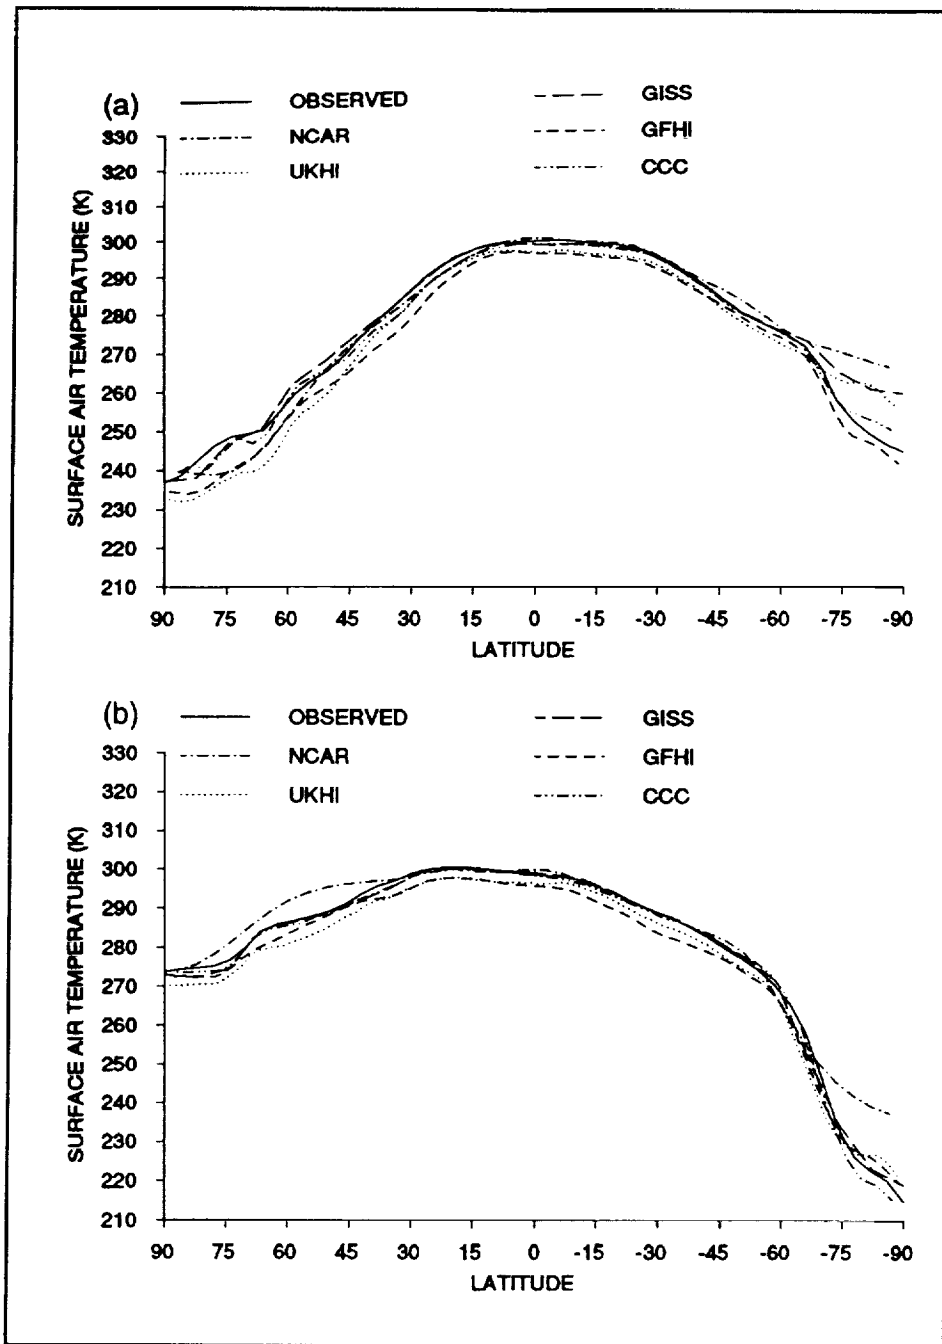 (a)
OBSERVED
NCAR
UKHI
GISS
GFHI
CCC
SURFACE AIR TEMPERATURE (K)
330
320
310
300
290
280
270
260
250
240
230
220
210
90 75 60 45 30 15 0 -15 -30 -45 -60 -75 -90
LATITUDE
(b)
OBSERVED
NCAR
UKHI
GISS
GFHI
CCC
SURFACE AIR TEMPERATURE (K)
330
320
310
300
290
280
270
260
250
240
230
220
210
90 75 60 45 30 15 0 -15 -30 -45 -60 -75 -90
LATITUDE